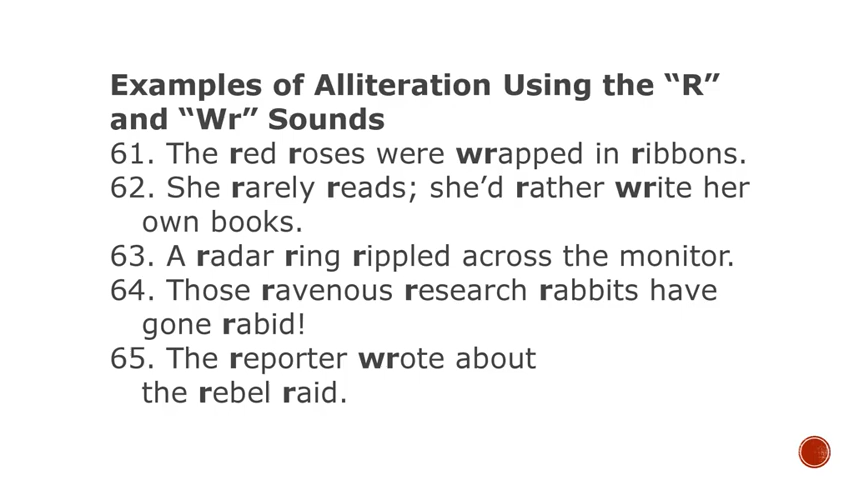 Examples of Alliteration Using the “R”
and “Wr” Sounds
61. The red roses were wrapped in ribbons.
62. She rarely reads; she’d rather write her
own books.
63. A radar ring rippled across the monitor.
64. Those ravenous research rabbits have
gone rabid!
65. The reporter wrote about
the rebel raid.